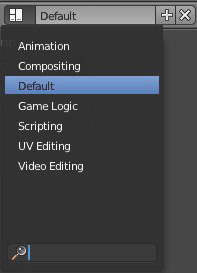 Default
Animation
Compositing
Default
Game Logic
Scripting
UV Editing
Video Editing